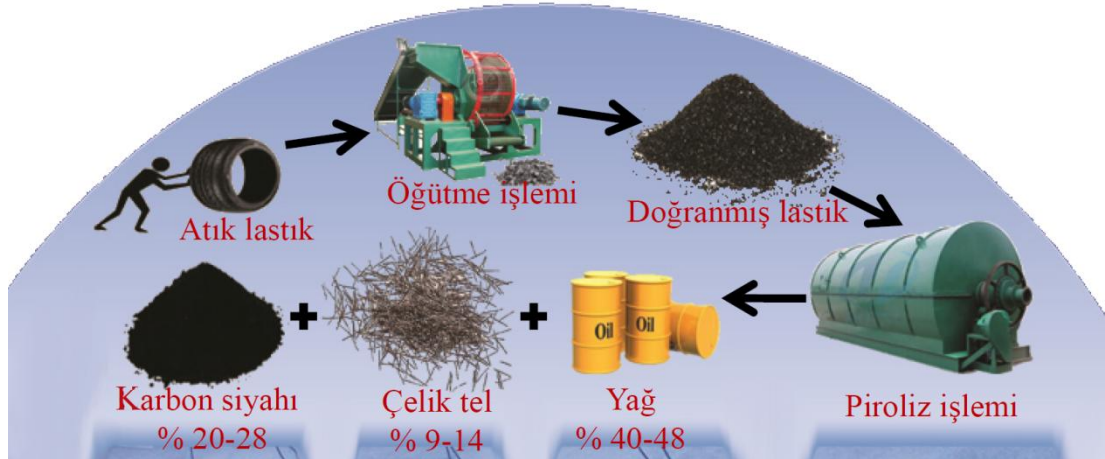 Öğütme işlemi
Atık lastık
Doğranmış lastik
Oil
Oil
Karbon siyahı
% 20-28
Çelik tel
% 9-14
Yağ
% 40-48
Piroliz işlemi